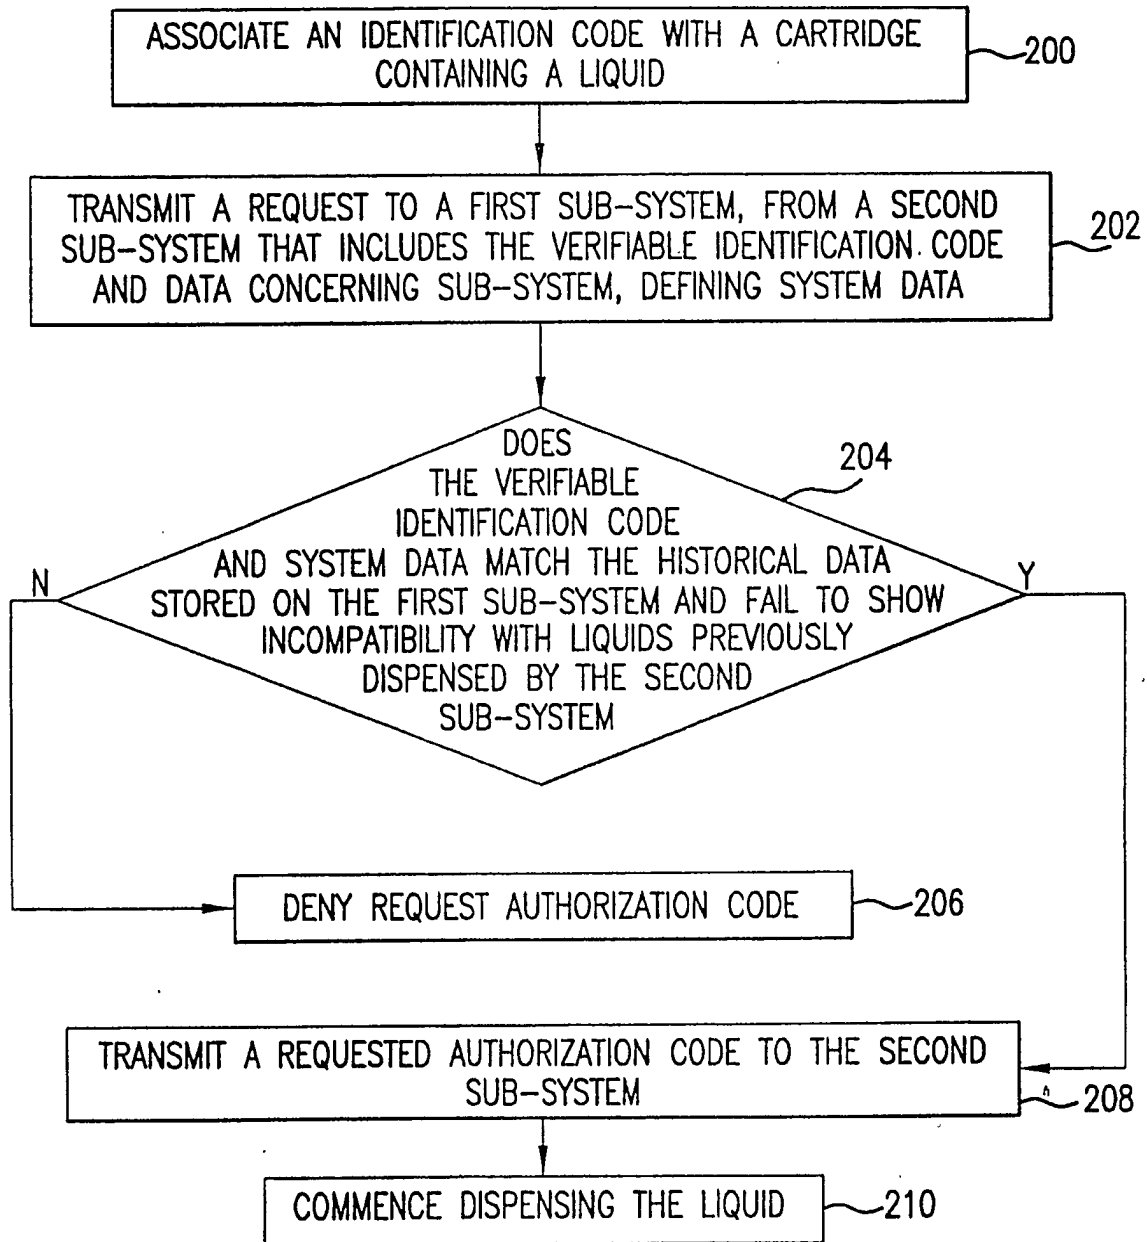 ASSOCIATE AN IDENTIFICATION CODE WITH A CARTRIDGE
CONTAINING A LIQUID
200
TRANSMIT A REQUEST TO A FIRST SUB-SYSTEM, FROM A SECOND
SUB-SYSTEM THAT INCLUDES THE VERIFIABLE IDENTIFICATION CODE
AND DATA CONCERNING SUB-SYSTEM, DEFINING SYSTEM DATA
202
DOES
THE VERIFIABLE
IDENTIFICATION CODE
AND SYSTEM DATA MATCH THE HISTORICAL DATA
STORED ON THE FIRST SUB-SYSTEM AND FAIL TO SHOW
INCOMPATIBILITY WITH LIQUIDS PREVIOUSLY
DISPENSED BY THE SECOND
SUB-SYSTEM
204
N
Y
DENY REQUEST AUTHORIZATION CODE
206
TRANSMIT A REQUESTED AUTHORIZATION CODE TO THE SECOND
SUB-SYSTEM
208
COMMENCE DISPENSING THE LIQUID
210